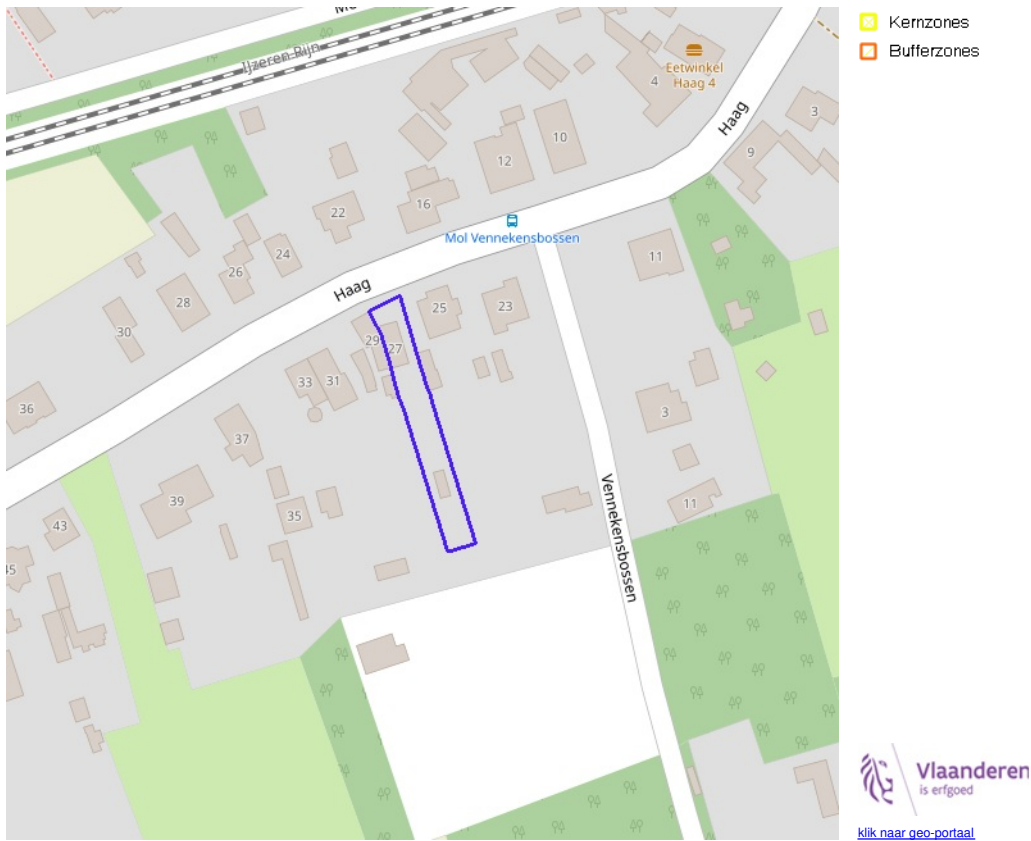 IJzeren Rijn
Eetwinkel
Haag 4
4
3
Haag
9
10
12
16
22
Mol Vennekensbossen
24
26
11
28
Haag
25
23
30
29
27
33
31
36
3
37
39
11
35
43
45
Vennekensbossen
Kernzones
Bufferzones
Vlaanderen
is erfgoed
klik naar geo-portaal